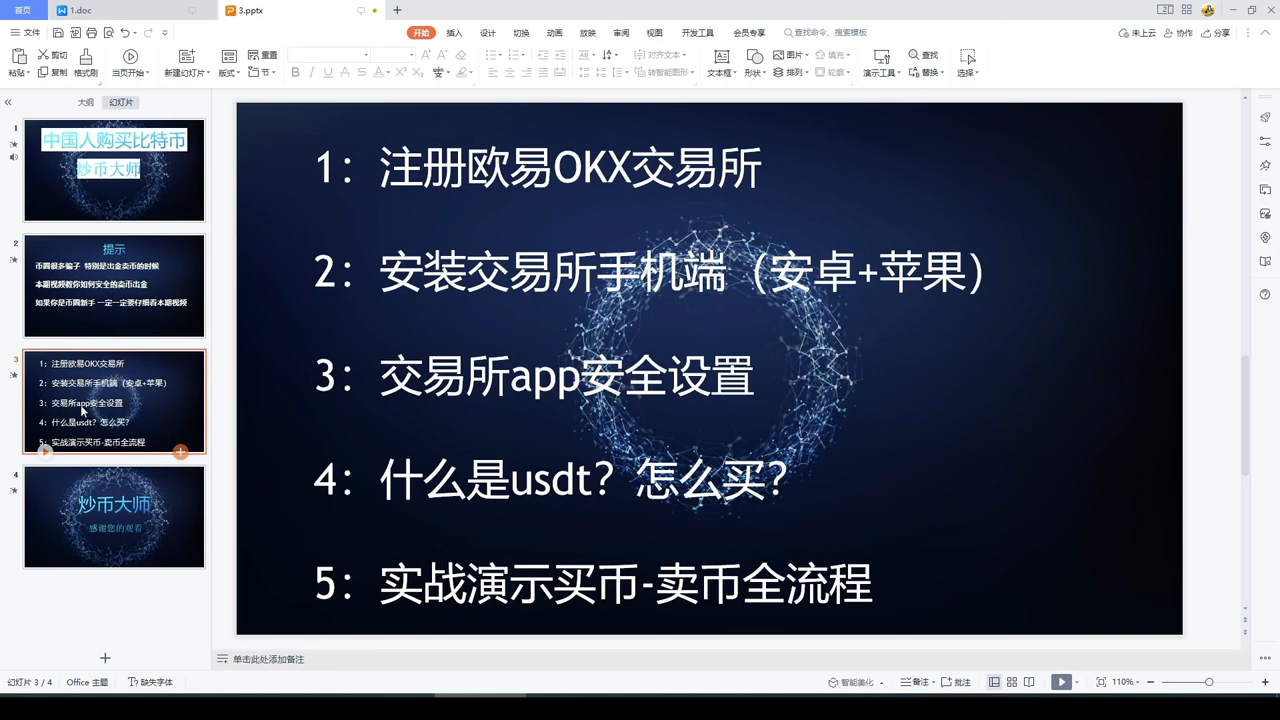 首页
1.doc
3.pptx
文件
开始
插入
设计
切换
动画
放映
审阅
视图
开发工具
会员专享
查找命令、搜索模板
未上云
协作
分享
粘贴
剪切
复制
格式刷
当页开始
新建幻灯片
版式
重置
节
对齐文本
转智能图形
文本框
形状
图片
排列
填充
轮廓
演示工具
查找
替换
选择
大纲
幻灯片
1
中国人购买比特币
炒币大师
2
提示
币圈很多骗子 特别是出金卖币的时候
本期视频教你如何安全的卖币出金
如果你是币圈新手 一定一定要仔细看本期视频
3
1：注册欧易OKX交易所
2：安装交易所手机端（安卓+苹果）
3：交易所app安全设置
4：什么是usdt？怎么买？
5：实战演示买币-卖币全流程
4
炒币大师
感谢您的观看
1：注册欧易OKX交易所
2：安装交易所手机端（安卓+苹果）
3：交易所app安全设置
4：什么是usdt？怎么买？
5：实战演示买币-卖币全流程
单击此处添加备注
幻灯片 3 / 4
Office 主题
缺失字体
智能美化
备注
批注
110%